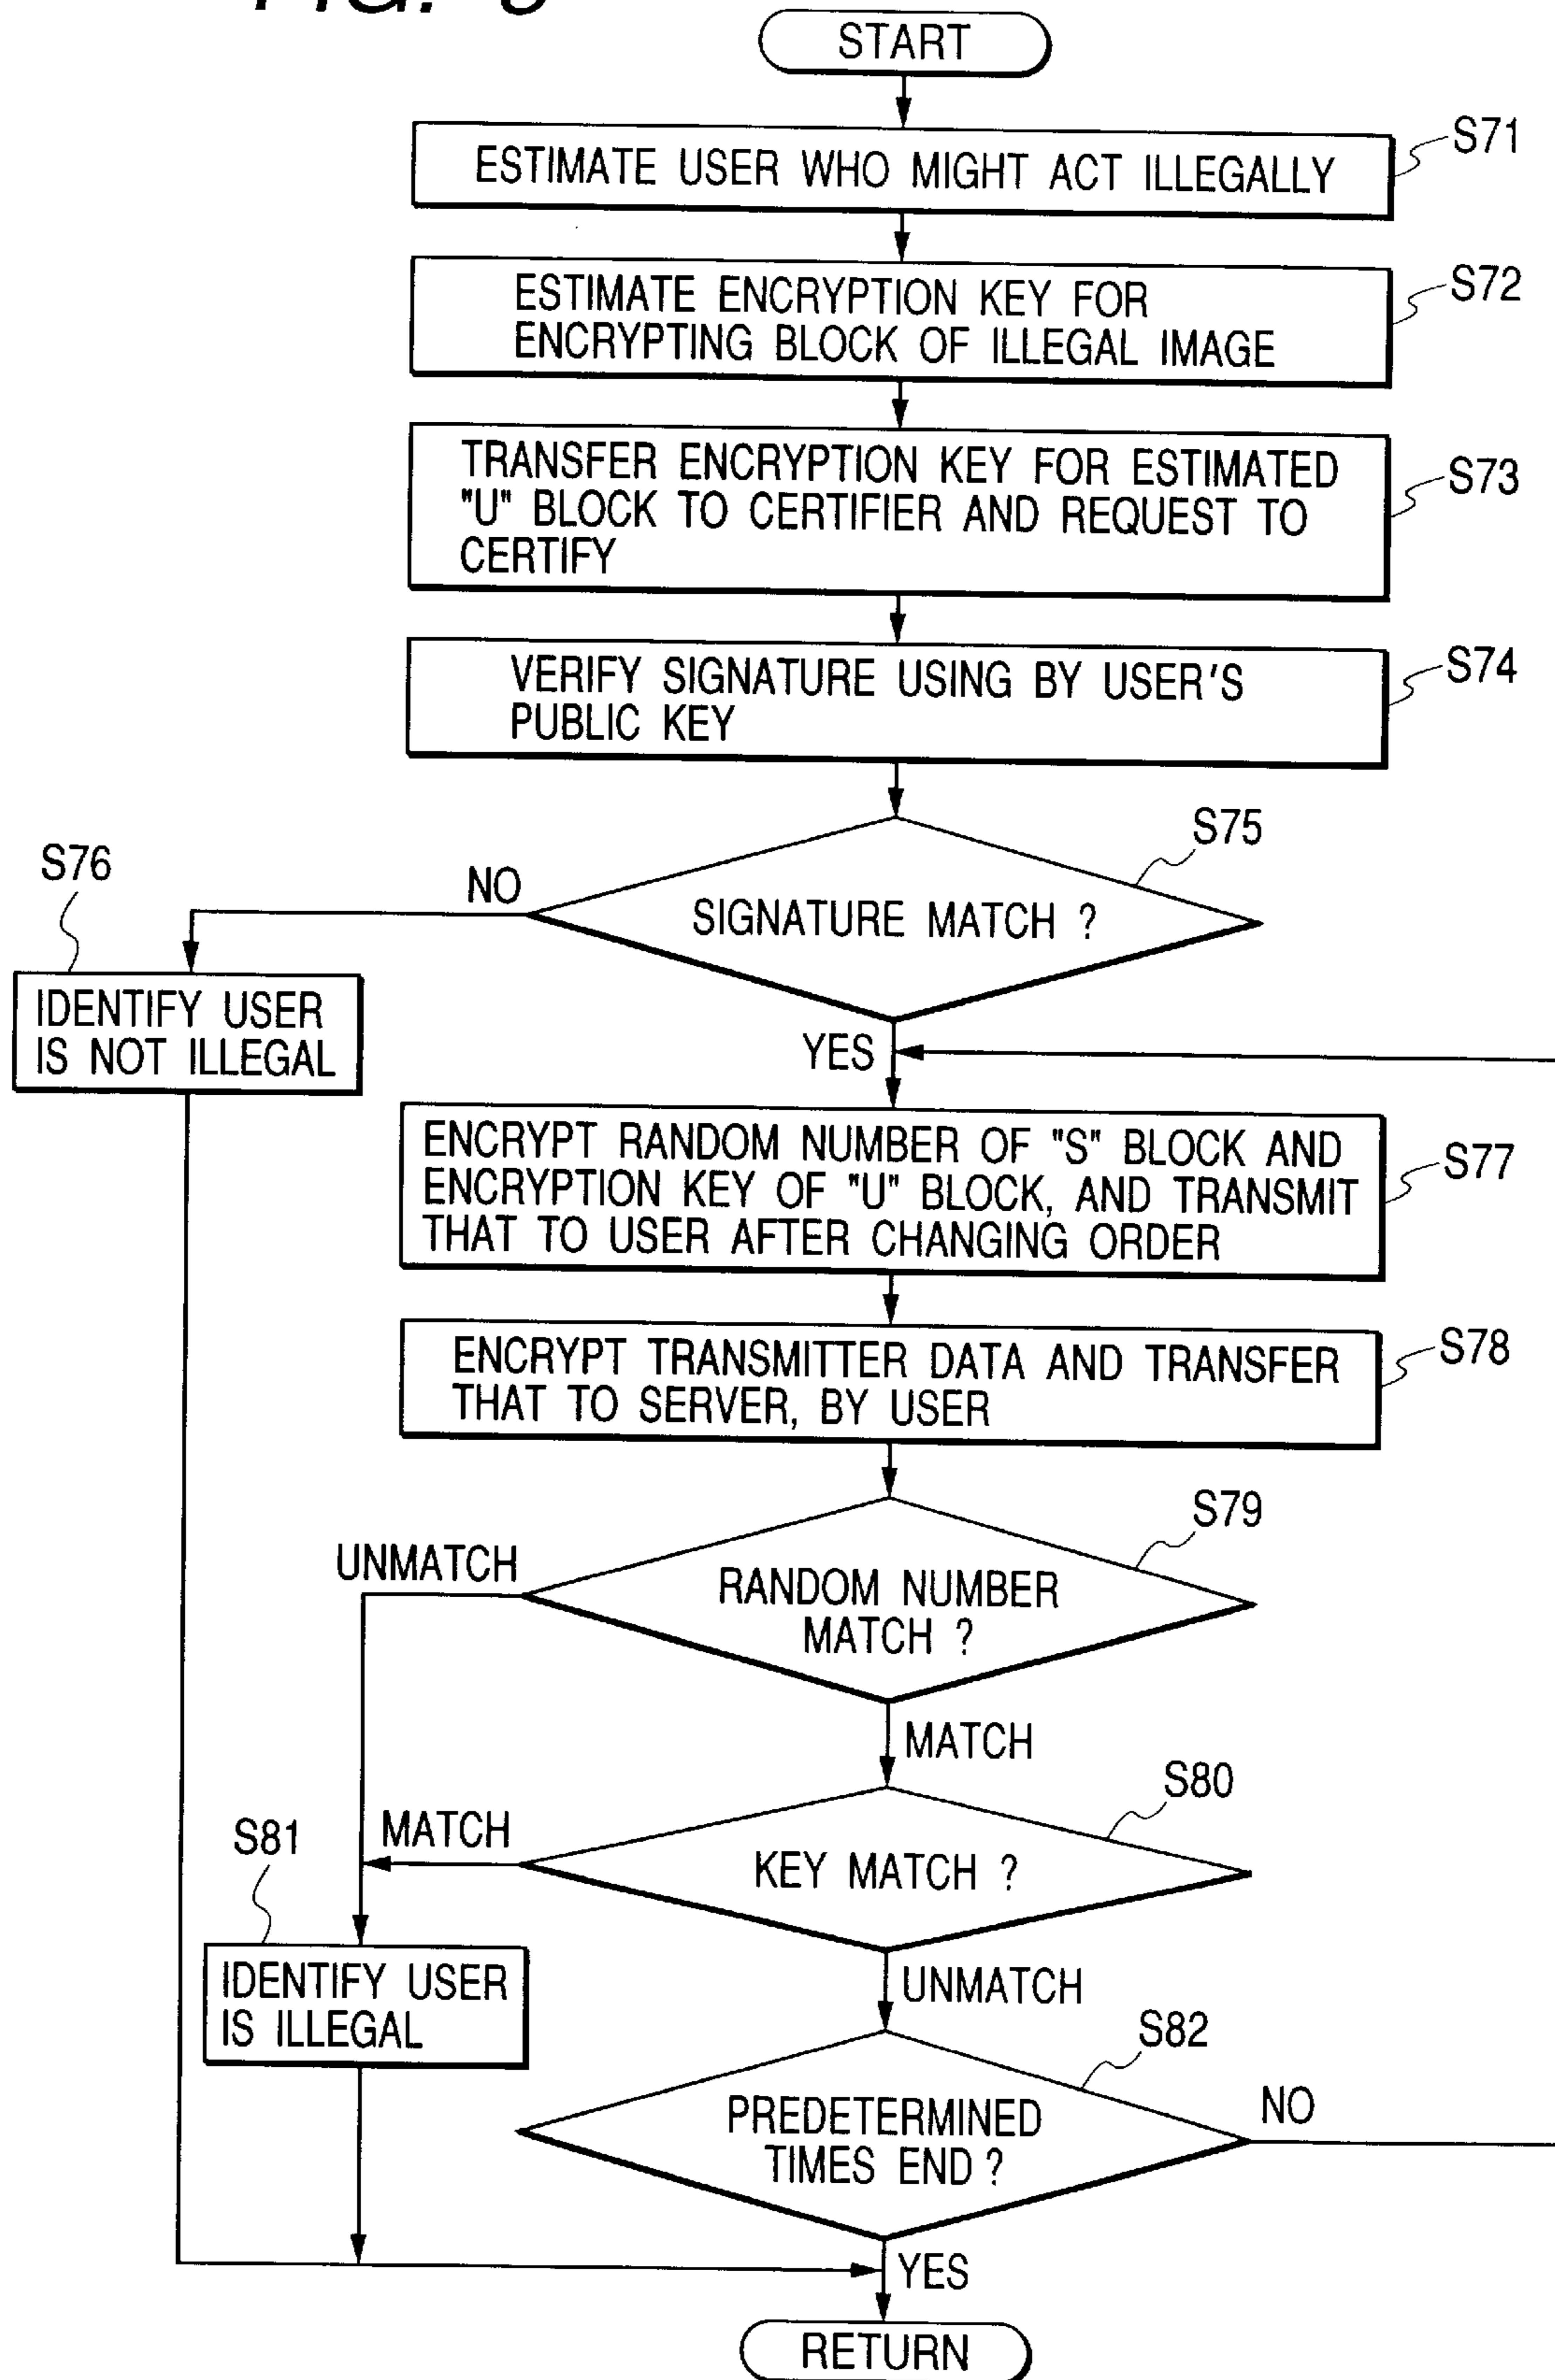 FIG.
START
S71
ESTIMATE USER WHO MIGHT ACT ILLEGALLY
S72
ESTIMATE ENCRYPTION KEY FOR
ENCRYPTING BLOCK OF ILLEGAL IMAGE
S73
TRANSFER ENCRYPTION KEY FOR ESTIMATED
"U" BLOCK TO CERTIFIER AND REQUEST TO
CERTIFY
S74
VERIFY SIGNATURE USING BY USER'S
PUBLIC KEY
S75
SIGNATURE MATCH ?
NO
S76
IDENTIFY USER
IS NOT ILLEGAL
YES
S77
ENCRYPT RANDOM NUMBER OF "S" BLOCK AND
ENCRYPTION KEY OF "U" BLOCK, AND TRANSMIT
THAT TO USER AFTER CHANGING ORDER
S78
ENCRYPT TRANSMITTER DATA AND TRANSFER
THAT TO SERVER, BY USER
S79
UNMATCH
RANDOM NUMBER
MATCH ?
MATCH
S80
MATCH
KEY MATCH ?
S81
IDENTIFY USER
IS ILLEGAL
UNMATCH
S82
PREDETERMINED
TIMES END ?
NO
YES
RETURN